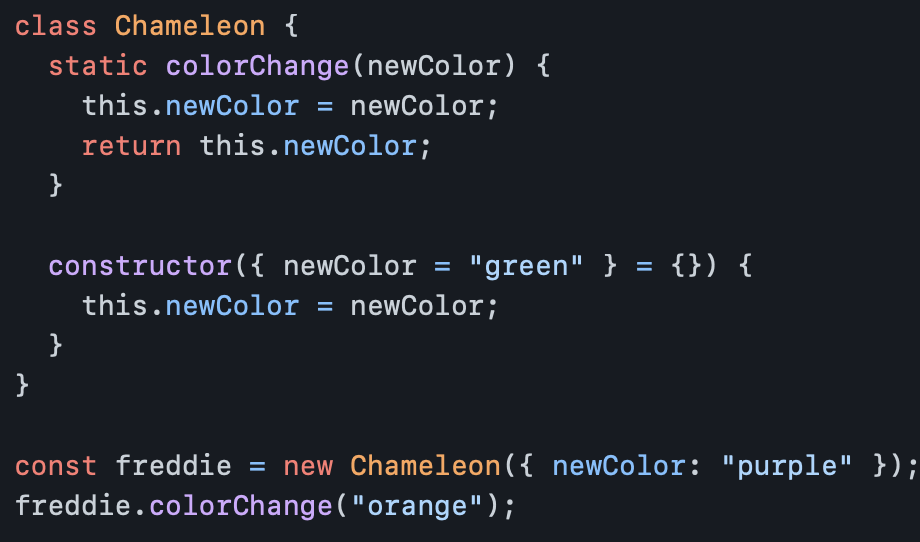 class Chameleon {
  static colorChange(newColor) {
    this.newColor = newColor;
    return this.newColor;
  }

  constructor({ newColor = "green" } = {}) {
    this.newColor = newColor;
  }
}

const freddie = new Chameleon({ newColor: "purple" });
freddie.colorChange("orange");